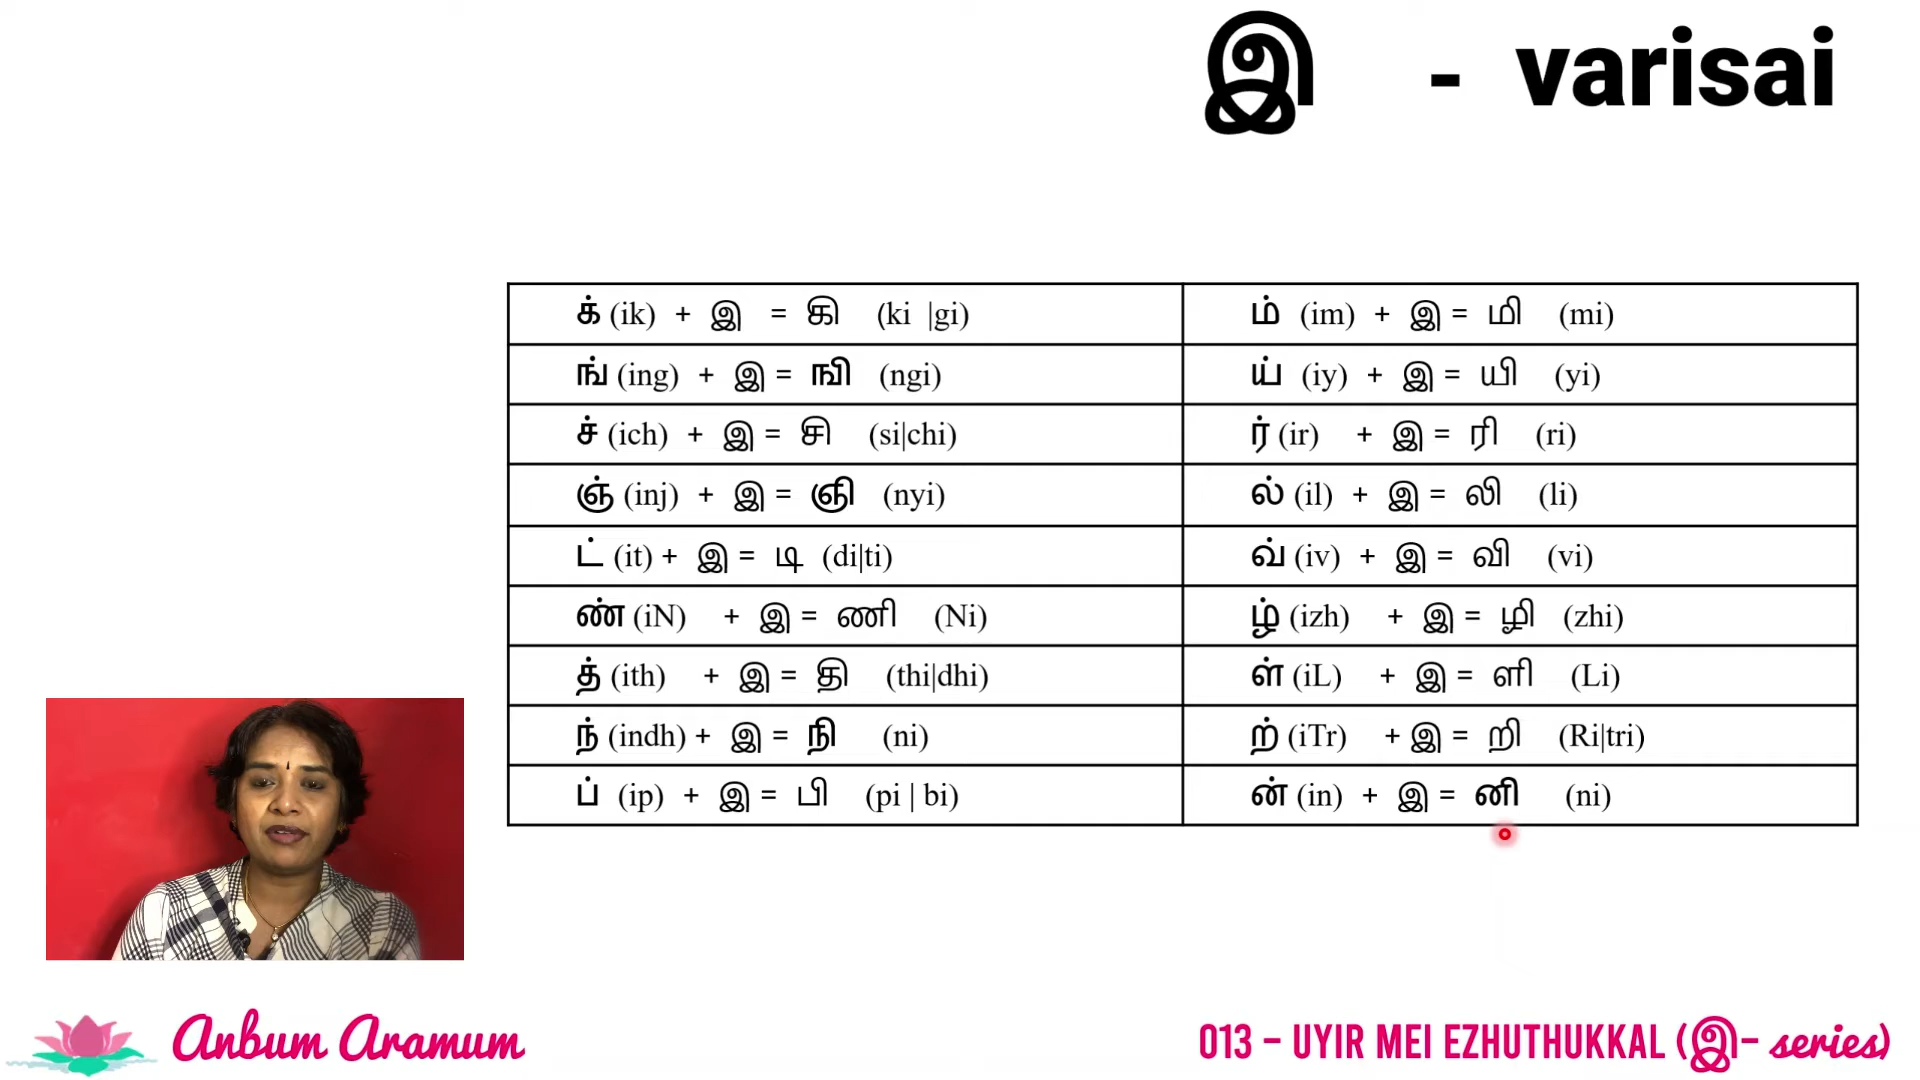 இ - varisai
க் (ik) + இ = கி (ki |gi)
ம் (im) + இ = மி (mi)
ங் (ing) + இ = ஙி (ngi)
ய் (iy) + இ = யி (yi)
ச் (ich) + இ = சி (si|chi)
ர் (ir) + இ = ரி (ri)
ஞ் (inj) + இ = ஞி (nyi)
ல் (il) + இ = லி (li)
ட் (it) + இ = டி (di|ti)
வ் (iv) + இ = வி (vi)
ண் (iN) + இ = ணி (Ni)
ழ் (izh) + இ = ழி (zhi)
த் (ith) + இ = தி (thi|dhi)
ள் (iL) + இ = ளி (Li)
ந் (indh) + இ = நி (ni)
ற் (iTr) + இ = றி (Ri|tri)
ப் (ip) + இ = பி (pi | bi)
ன் (in) + இ = னி (ni)
Anbum Aramum
013 - UYIR MEI EZHUTHUKKAL (இ- series)